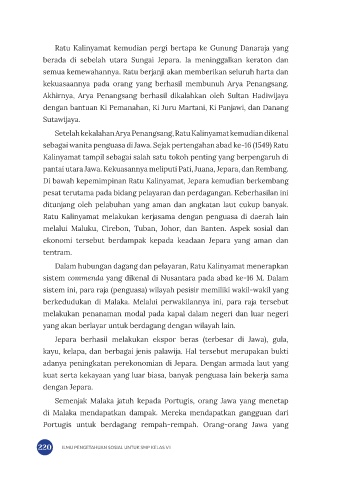 Ratu Kalinyamat kemudian pergi bertapa ke Gunung Danaraja yang
berada di sebelah utara Sungai Jepara. Ia meninggalkan keraton dan
semua kemewahannya. Ratu berjanji akan memberikan seluruh harta dan
kekuasaannya pada orang yang berhasil membunuh Arya Penangsang.
Akhirnya, Arya Penangsang berhasil dikalahkan oleh Sultan Hadiwijaya
dengan bantuan Ki Pemanahan, Ki Juru Martani, Ki Panjawi, dan Danang
Sutawijaya.
Setelah kekalahan Arya Penangsang, Ratu Kalinyamat kemudian dikenal
sebagai wanita penguasa di Jawa. Sejak pertengahan abad ke-16 (1549) Ratu
Kalinyamat tampil sebagai salah satu tokoh penting yang berpengaruh di
pantai utara Jawa. Kekuasannya meliputi Pati, Juana, Jepara, dan Rembang.
Di bawah kepemimpinan Ratu Kalinyamat, Jepara kemudian berkembang
pesat terutama pada bidang pelayaran dan perdagangan. Keberhasilan ini
ditunjang oleh pelabuhan yang aman dan angkatan laut cukup banyak.
Ratu Kalinyamat melakukan kerjasama dengan penguasa di daerah lain
melalui Maluku, Cirebon, Tuban, Johor, dan Banten. Aspek sosial dan
ekonomi tersebut berdampak kepada keadaan Jepara yang aman dan
tentram.
Dalam hubungan dagang dan pelayaran, Ratu Kalinyamat menerapkan
sistem commenda yang dikenal di Nusantara pada abad ke-16 M. Dalam
sistem ini, para raja (penguasa) wilayah pesisir memiliki wakil-wakil yang
berkedudukan di Malaka. Melalui perwakilannya ini, para raja tersebut
melakukan penanaman modal pada kapal dalam negeri dan luar negeri
yang akan berlayar untuk berdagang dengan wilayah lain.
Jepara berhasil melakukan ekspor beras (terbesar di Jawa), gula,
kayu, kelapa, dan berbagai jenis palawija. Hal tersebut merupakan bukti
adanya peningkatan perekonomian di Jepara. Dengan armada laut yang
kuat serta kekayaan yang luar biasa, banyak penguasa lain bekerja sama
dengan Jepara.
Semenjak Malaka jatuh kepada Portugis, orang Jawa yang menetap
di Malaka mendapatkan dampak. Mereka mendapatkan gangguan dari
Portugis untuk berdagang rempah-rempah. Orang-orang Jawa yang
220 ILMU PENGETAHUAN SOSIAL UNTUK SMP KELAS VII